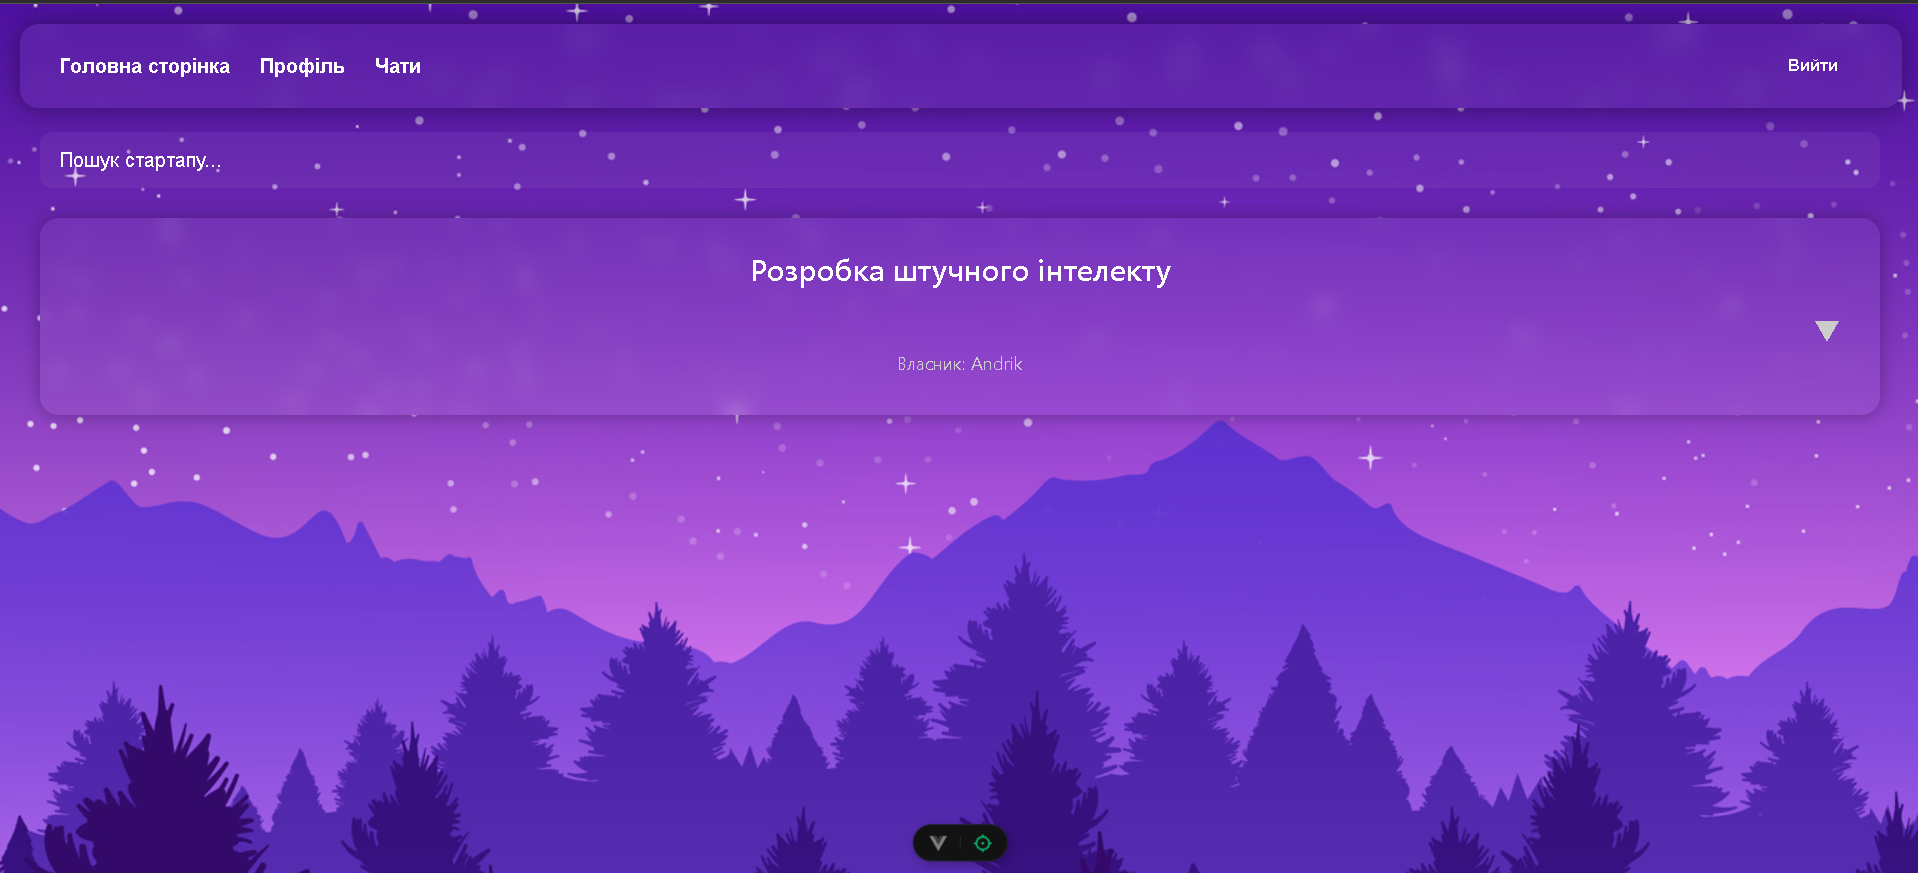 Головна сторінка Профіль Чати Вийти
Пошук стартапу...
Розробка штучного інтелекту
Власник: Andrik